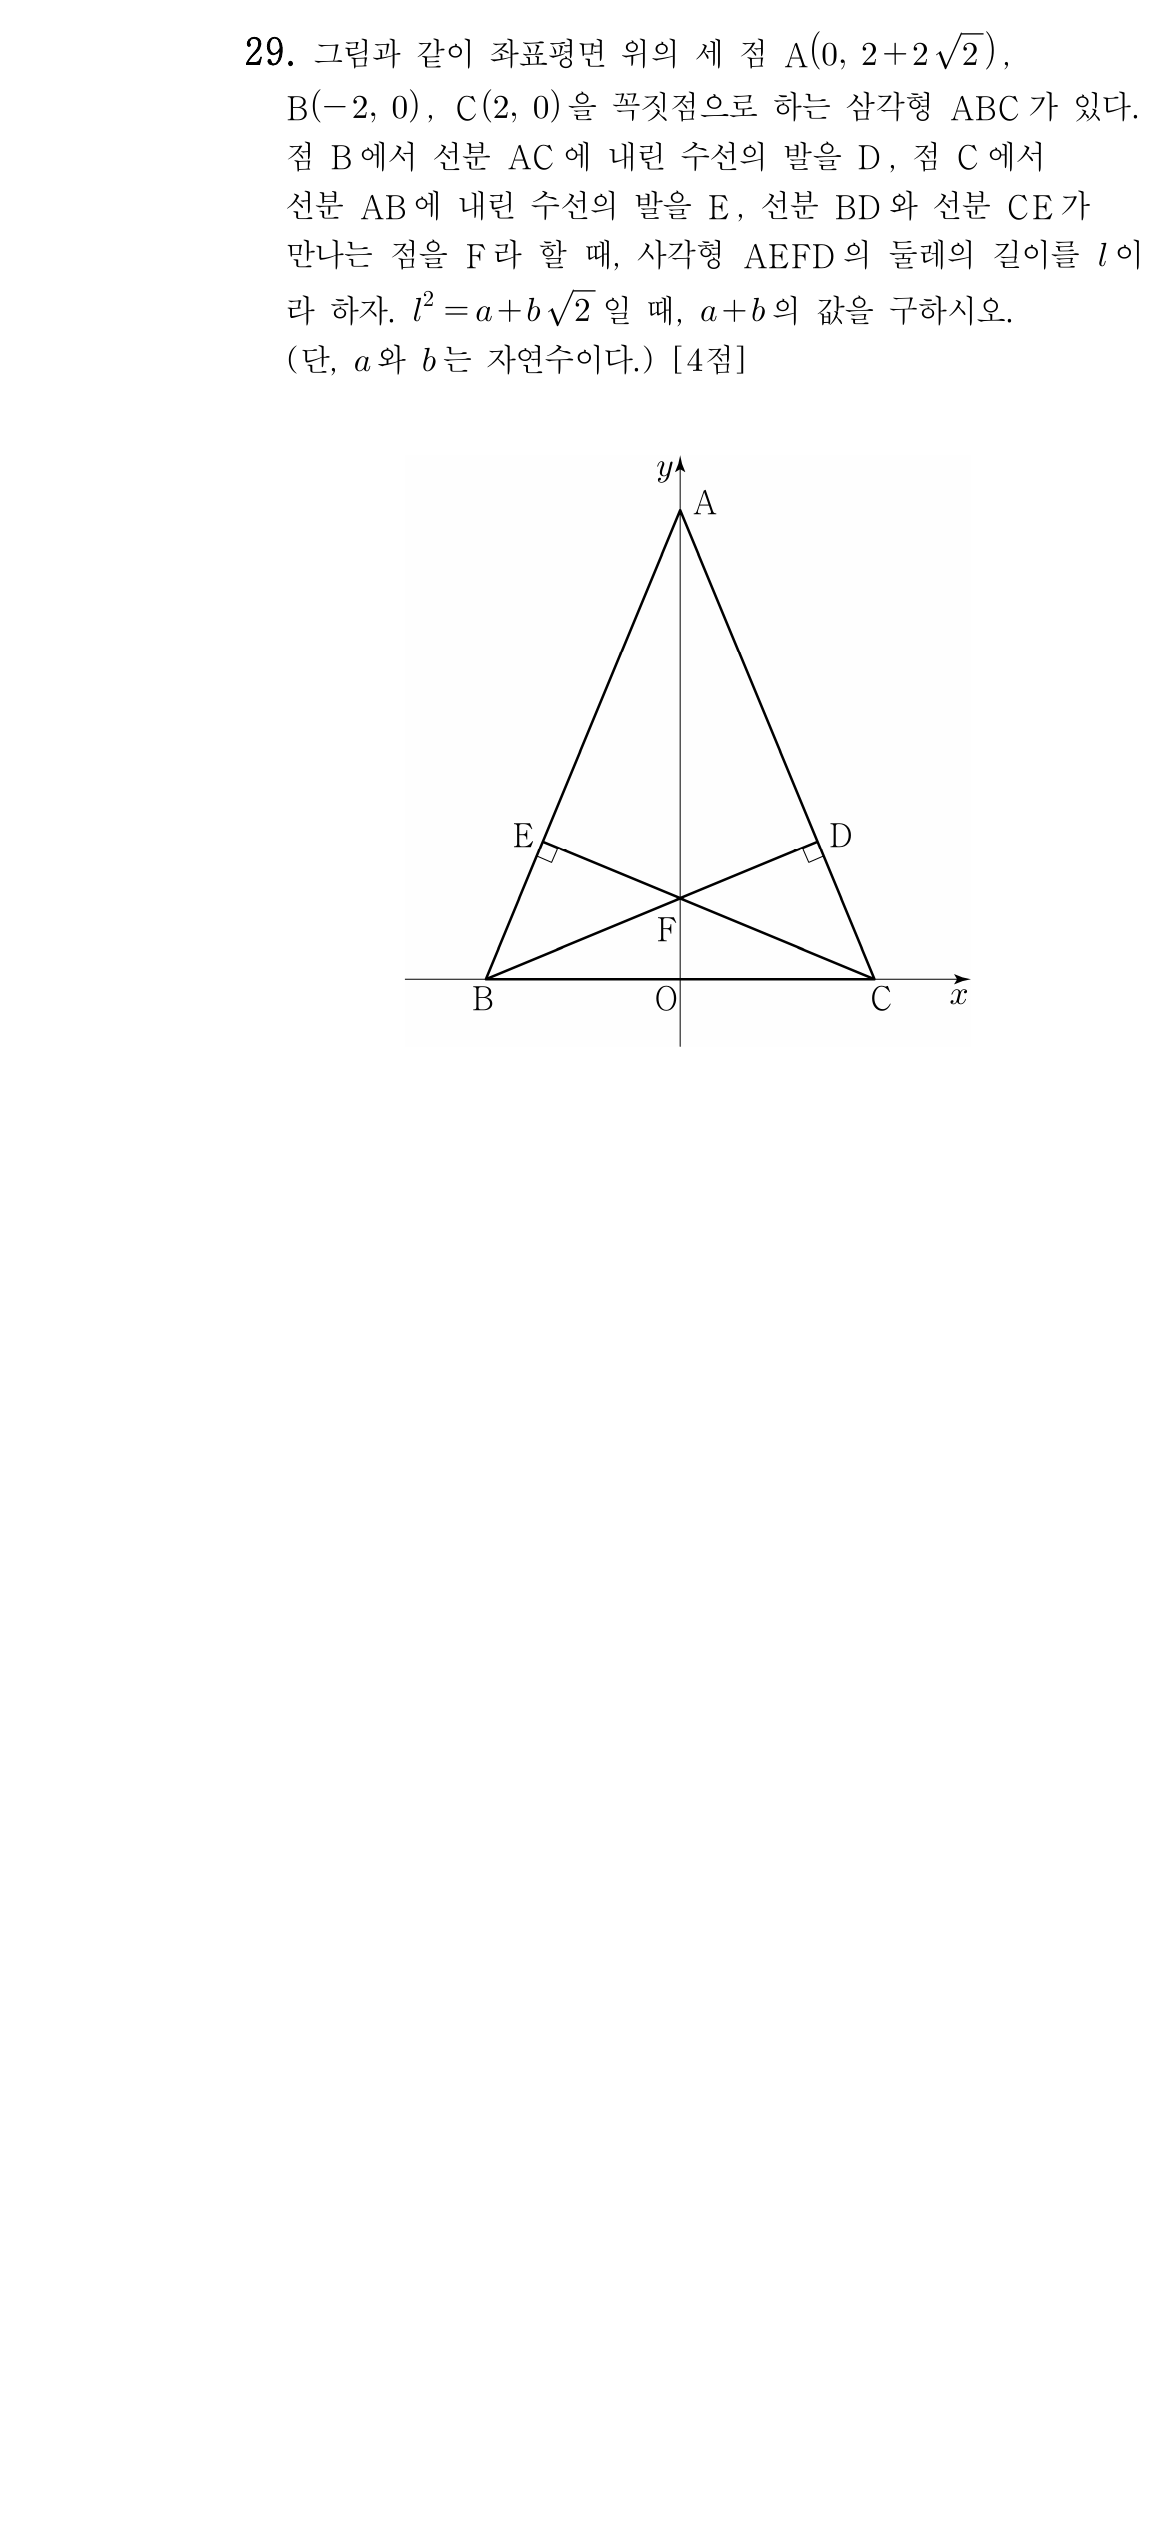 29. 그림과 같이 좌표평면 위의 세 점 A(0, 2+2√2),
B(-2, 0), C(2, 0)을 꼭짓점으로 하는 삼각형 ABC가 있다.
점 B에서 선분 AC에 내린 수선의 발을 D, 점 C에서
선분 AB에 내린 수선의 발을 E, 선분 BD와 선분 CE가
만나는 점을 F라 할 때, 사각형 AEFD의 둘레의 길이를 l이
라 하자. l²=a+b√2 일 때, a+b의 값을 구하시오.
(단, a와 b는 자연수이다.) [4점]
y
A
E
D
F
B
O
C
x